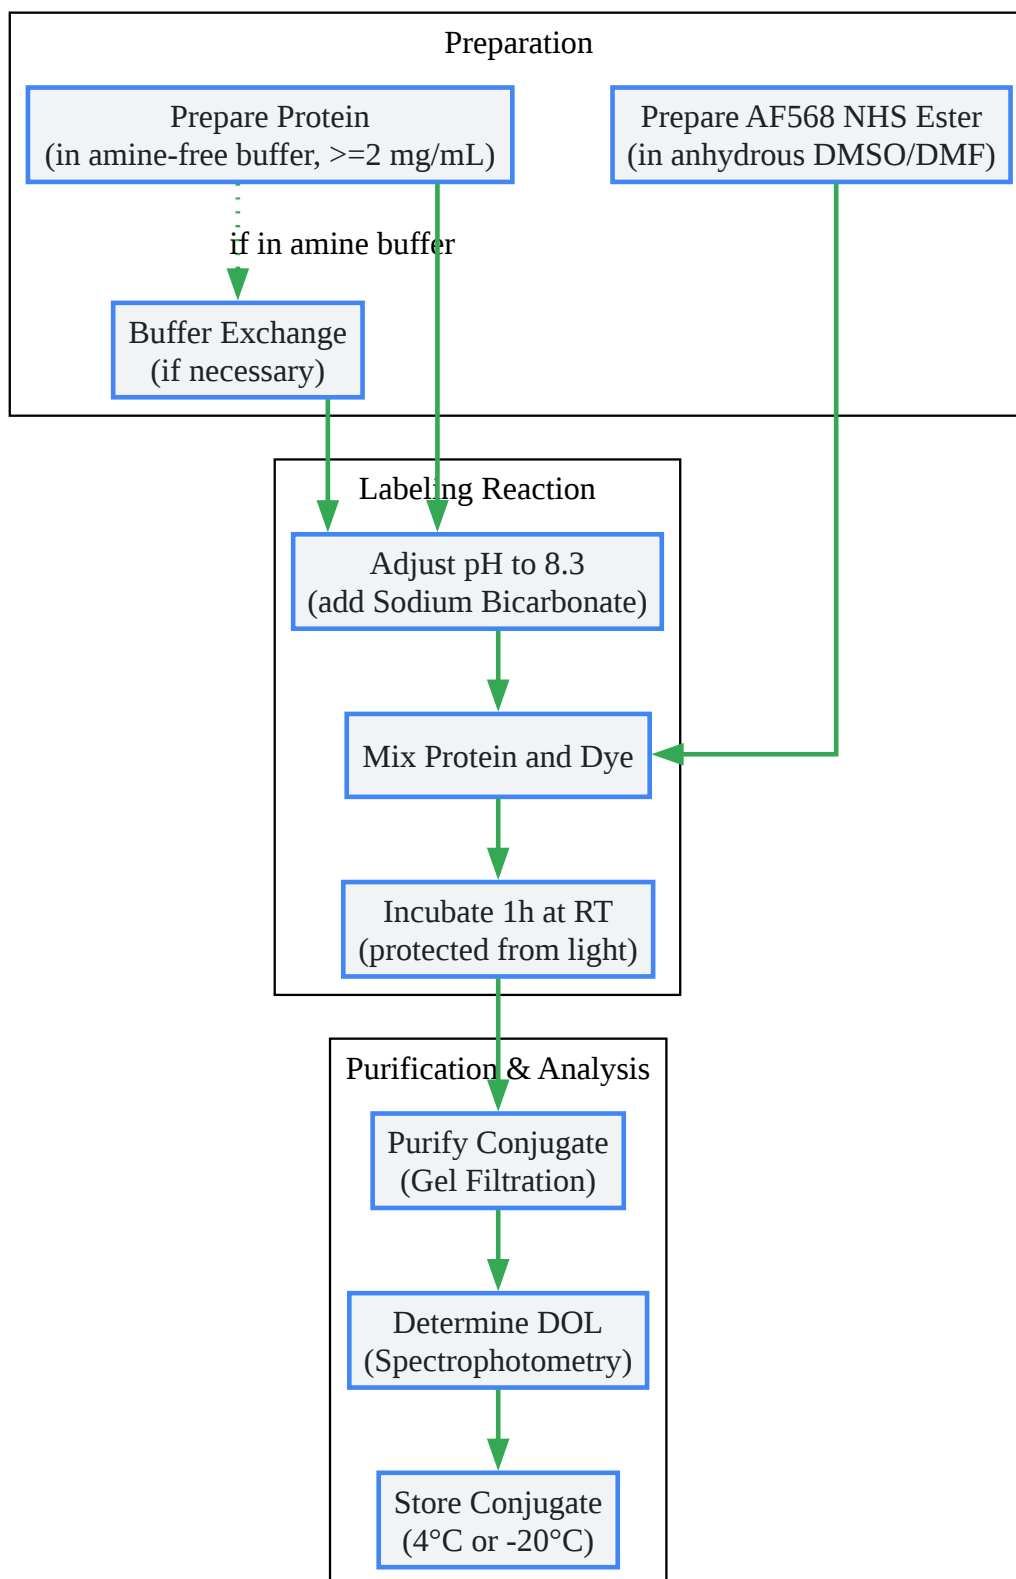 Preparation
Prepare Protein
(in amine-free buffer, >=2 mg/mL)
Prepare AF568 NHS Ester
(in anhydrous DMSO/DMF)
if in amine buffer
Buffer Exchange
(if necessary)
Labeling Reaction
Adjust pH to 8.3
(add Sodium Bicarbonate)
Mix Protein and Dye
Incubate 1h at RT
(protected from light)
Purification & Analysis
Purify Conjugate
(Gel Filtration)
Determine DOL
(Spectrophotometry)
Store Conjugate
(4°C or -20°C)